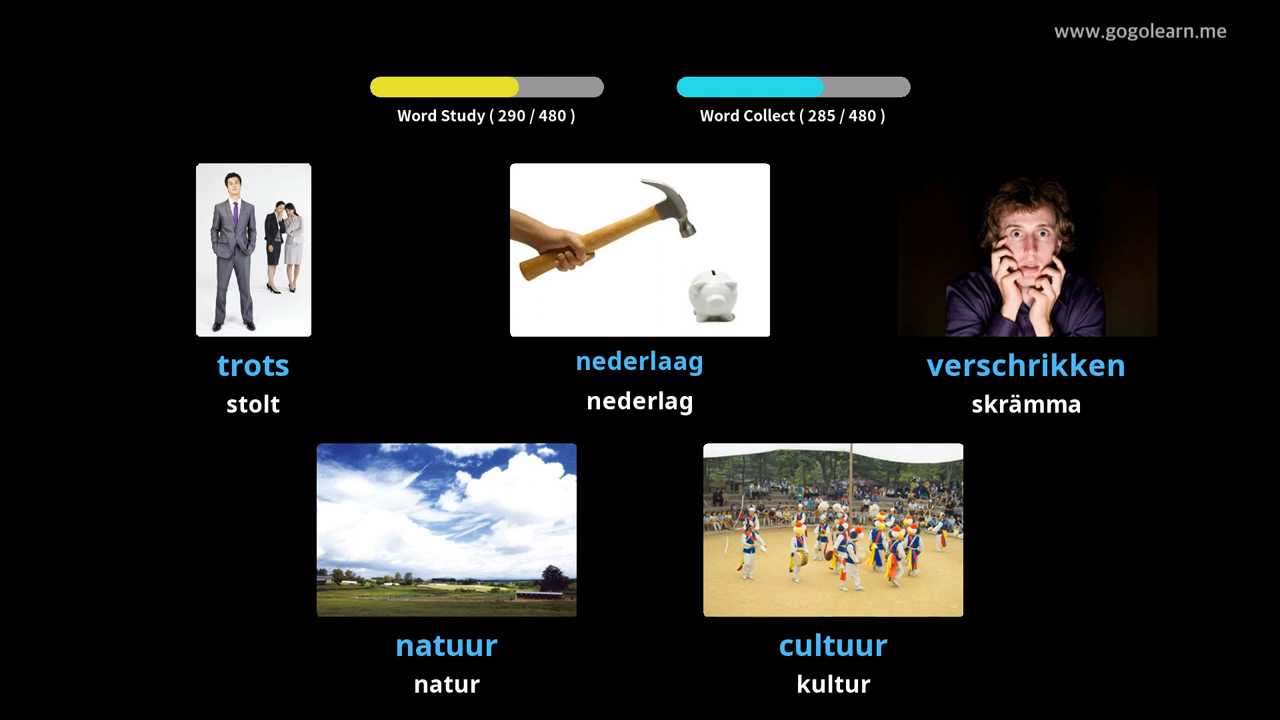 www.gogolearn.me
Word Study ( 290 / 480 )
Word Collect ( 285 / 480 )
trots
stolt
nederlaag
nederlag
verschrikken
skrämma
natuur
natur
cultuur
kultur